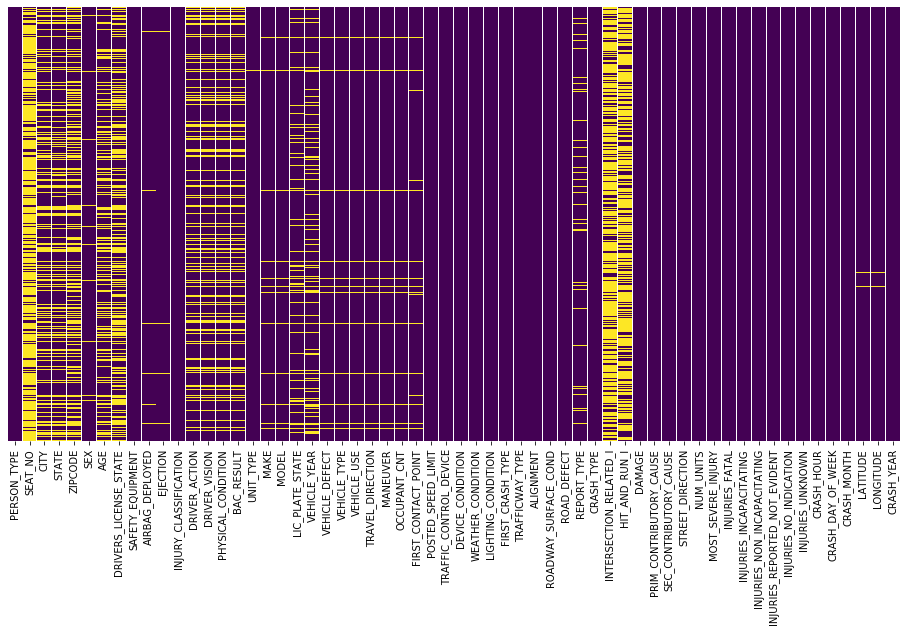 PERSON_TYPE
SEAT_NO
CITY
STATE
ZIPCODE
SEX
AGE
DRIVERS_LICENSE_STATE
SAFETY_EQUIPMENT
AIRBAG_DEPLOYED
EJECTION
INJURY_CLASSIFICATION
DRIVER_ACTION
DRIVER_VISION
PHYSICAL_CONDITION
BAC_RESULT
UNIT_TYPE
MAKE
MODEL
LIC_PLATE_STATE
VEHICLE_YEAR
VEHICLE_DEFECT
VEHICLE_TYPE
VEHICLE_USE
TRAVEL_DIRECTION
MANEUVER
OCCUPANT_CNT
FIRST_CONTACT_POINT
POSTED_SPEED_LIMIT
TRAFFIC_CONTROL_DEVICE
DEVICE_CONDITION
WEATHER_CONDITION
LIGHTING_CONDITION
FIRST_CRASH_TYPE
TRAFFICWAY_TYPE
ALIGNMENT
ROADWAY_SURFACE_COND
ROAD_DEFECT
REPORT_TYPE
CRASH_TYPE
INTERSECTION_RELATED_I
HIT_AND_RUN_I
DAMAGE
PRIM_CONTRIBUTORY_CAUSE
SEC_CONTRIBUTORY_CAUSE
STREET_DIRECTION
NUM_UNITS
MOST_SEVERE_INJURY
INJURIES_FATAL
INJURIES_INCAPACITATING
INJURIES_NON_INCAPACITATING
INJURIES_REPORTED_NOT_EVIDENT
INJURIES_NO_INDICATION
INJURIES_UNKNOWN
CRASH_HOUR
CRASH_DAY_OF_WEEK
CRASH_MONTH
LATITUDE
LONGITUDE
CRASH_YEAR